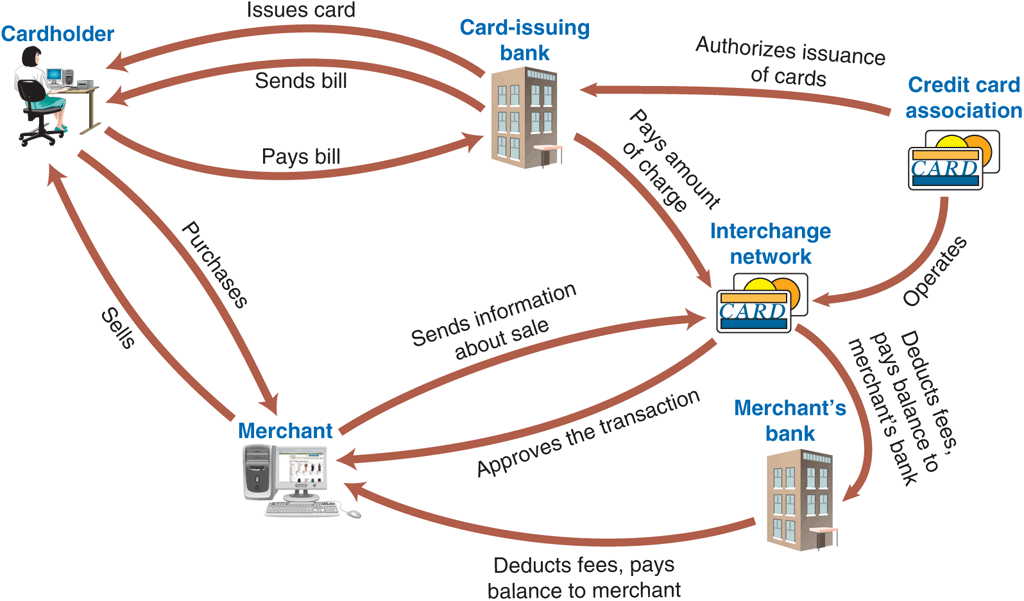 Issues card
Cardholder
Card-issuing
bank
Sends bill
Authorizes issuance
of cards
Credit card
association
CARD
Pays bill
Pays amount
of charge
Interchange
network
CARD
Operates
Purchases
Sells
Sends information
about sale
Approves the transaction
Deducts fees,
pays balance to
merchant's bank
Merchant
Merchant's
bank
Deducts fees, pays
balance to merchant